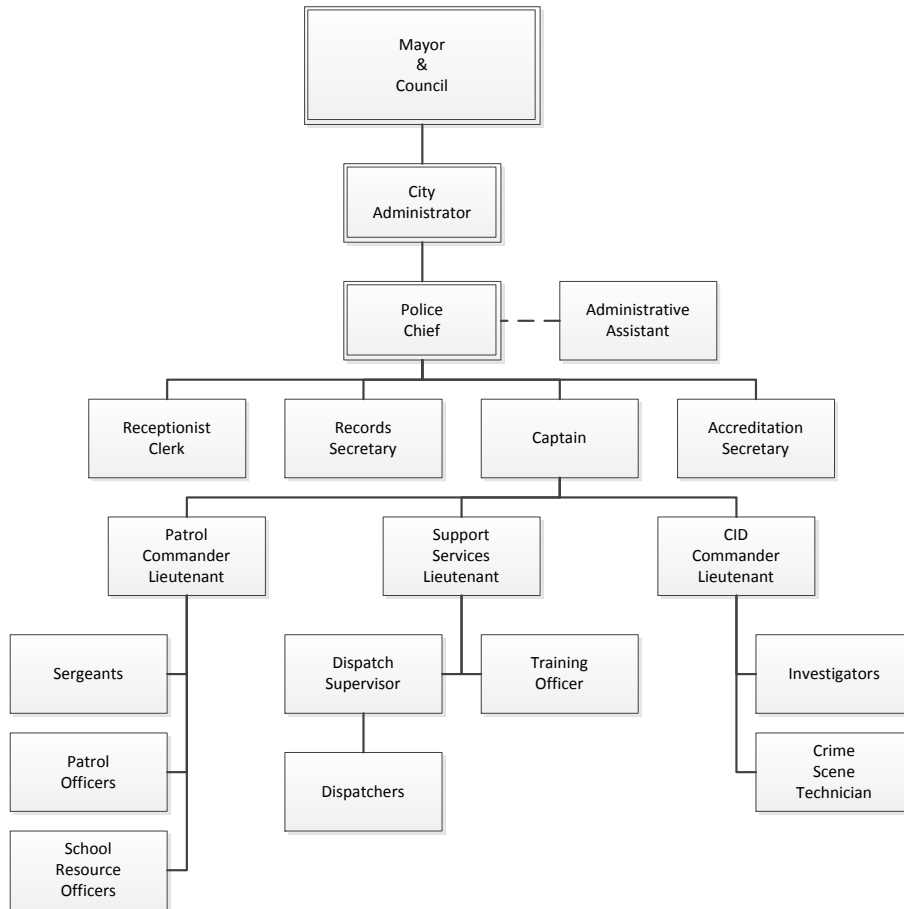 Mayor
&
Council
City
Administrator
Police
Chief
Administrative
Assistant
Receptionist
Clerk
Records
Secretary
Captain
Accreditation
Secretary
Patrol
Commander
Lieutenant
Support
Services
Lieutenant
CID
Commander
Lieutenant
Sergeants
Dispatch
Supervisor
Training
Officer
Investigators
Patrol
Officers
Dispatchers
Crime
Scene
Technician
School
Resource
Officers